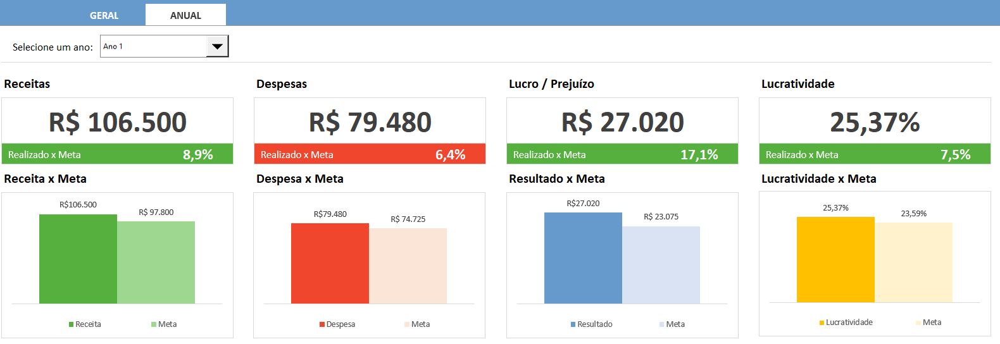 GERAL
ANUAL
Selecione um ano:
Ano 1
Receitas
R$ 106.500
Realizado x Meta
8,9%
Despesas
R$ 79.480
Realizado x Meta
6,4%
Lucro / Prejuízo
R$ 27.020
Realizado x Meta
17,1%
Lucratividade
25,37%
Realizado x Meta
7,5%
Receita x Meta
R$106.500
R$ 97.800
Receita
Meta
Despesa x Meta
R$79.480
R$ 74.725
Despesa
Meta
Resultado x Meta
R$27.020
R$ 23.075
Resultado
Meta
Lucratividade x Meta
25,37%
23,59%
Lucratividade
Meta